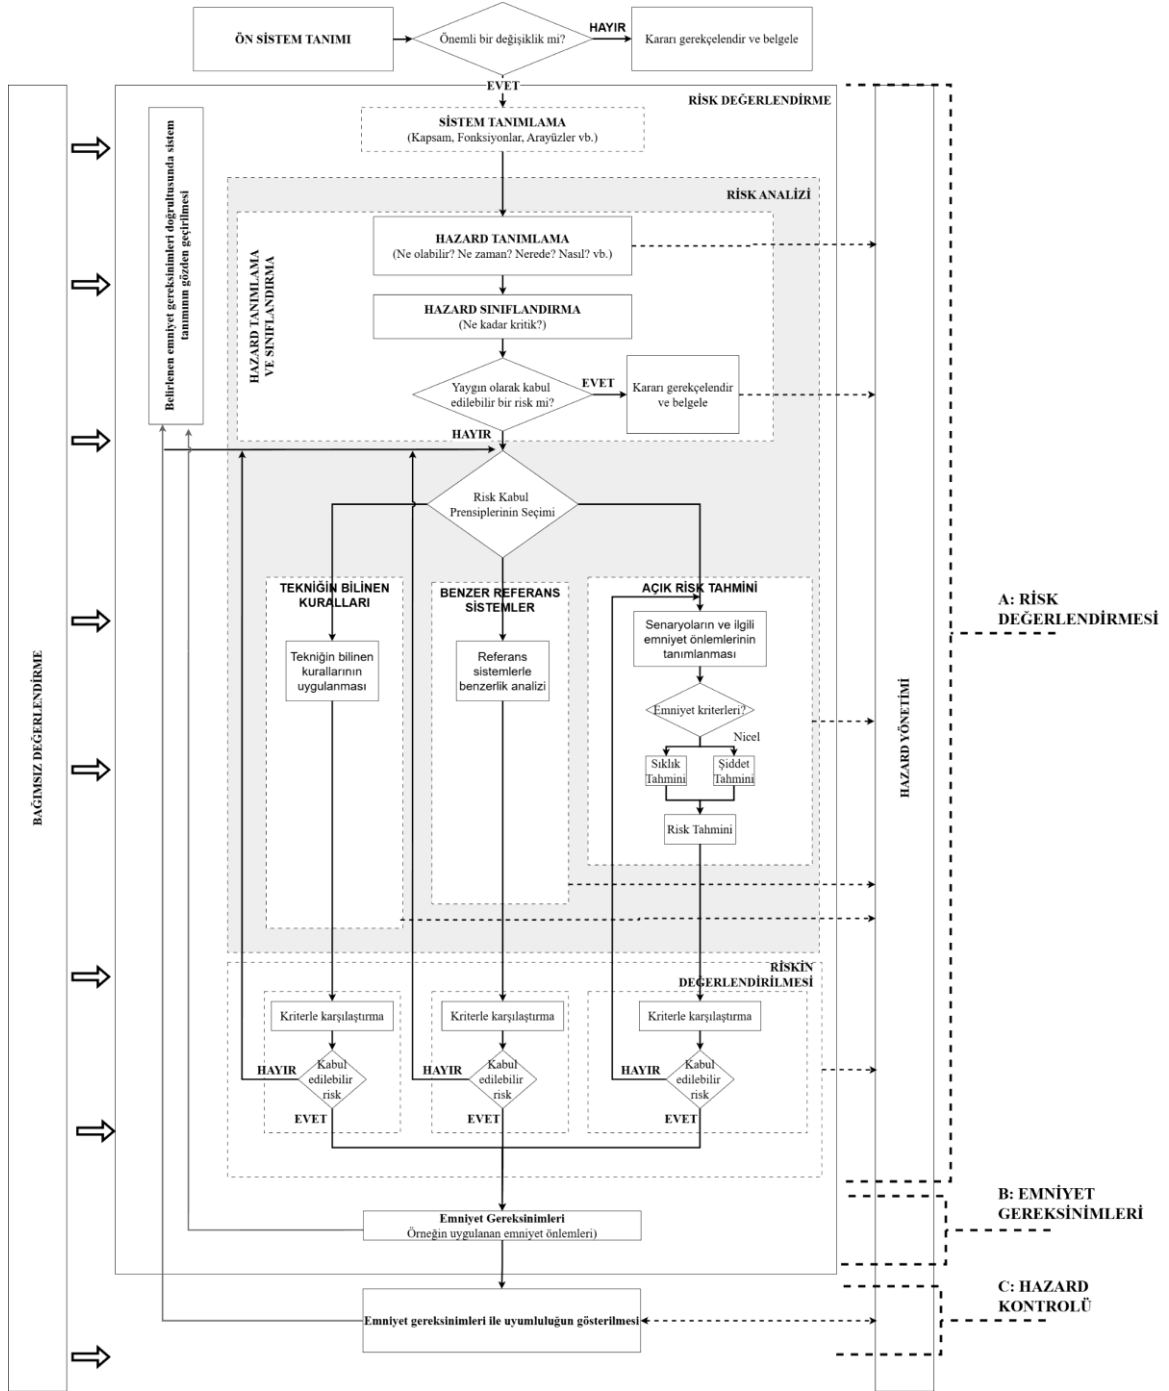 ÖN SİSTEM TANIMI
Önemli bir değişiklik mi?
HAYIR
Kararı gerekçelendir ve belgele
EVET
RİSK DEĞERLENDİRME
SİSTEM TANIMLAMA
(Kapsam, Fonksiyonlar, Arayüzler vb.)
Belirlenen emniyet gereksinimleri doğrultusunda sistem
tanımının gözden geçirilmesi
RİSK ANALİZİ
HAZARD TANIMLAMA
VE SINIFLANDIRMA
HAZARD TANIMLAMA
(Ne olabilir? Ne zaman? Nerede? Nasıl? vb.)
HAZARD SINIFLANDIRMA
(Ne kadar kritik?)
Yaygın olarak kabul
edilebilir bir risk mi?
EVET
Kararı gerekçelendir
ve belgele
HAYIR
Risk Kabul
Prensiplerinin Seçimi
TEKNİĞİN BİLİNEN
KURALLARI
Tekniğin bilinen
kurallarının
uygulanması
BENZER REFERANS
SİSTEMLER
Referans
sistemlerle
benzerlik analizi
AÇIK RİSK TAHMİNİ
Senaryoların ve ilgili
emniyet önlemlerinin
tanımlanması
Emniyet kriterleri?
Nicel
Sıklık
Tahmini
Şiddet
Tahmini
Risk Tahmini
RİSKİN
DEĞERLENDİRİLMESİ
Kriterle karşılaştırma
Kabul
edilebilir
risk
HAYIR
EVET
Kriterle karşılaştırma
Kabul
edilebilir
risk
HAYIR
EVET
Kriterle karşılaştırma
Kabul
edilebilir
risk
HAYIR
EVET
Emniyet Gereksinimleri
Örneğin uygulanan emniyet önlemleri)
Emniyet gereksinimleri ile uyumluluğun gösterilmesi
BAĞIMSIZ DEĞERLENDİRME
HAZARD YÖNETİMİ
A: RİSK
DEĞERLENDİRMESİ
B: EMNİYET
GEREKSİNİMLERİ
C: HAZARD
KONTROLÜ